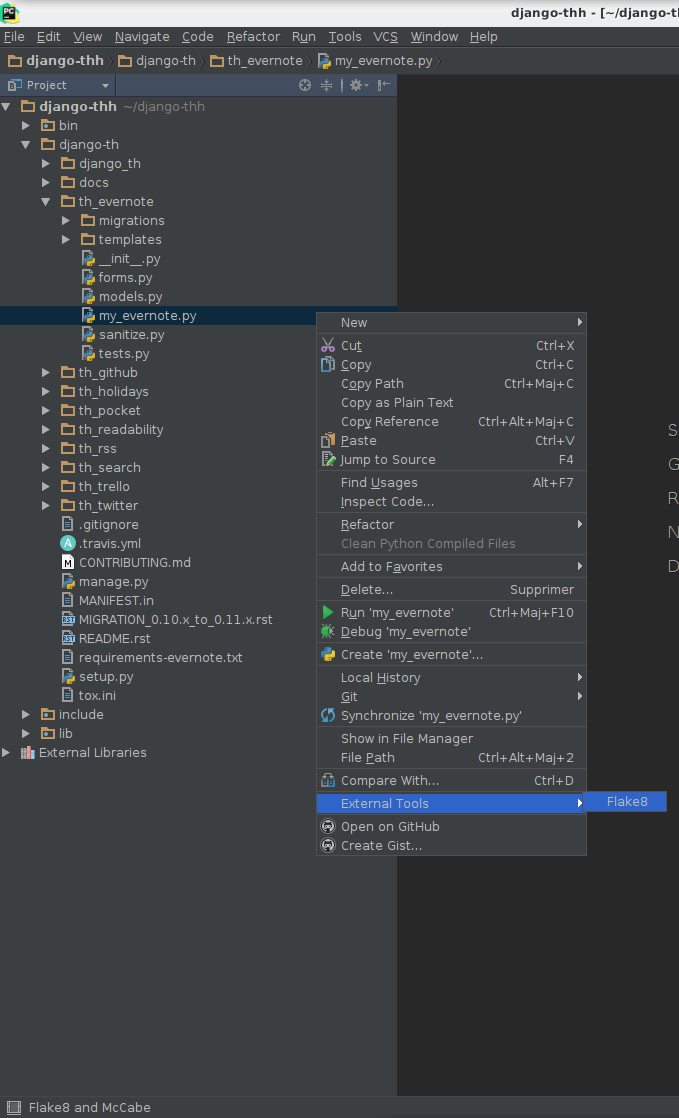 PC
django-thh - [~/django-t
File Edit View Navigate Code Refactor Run Tools VCS Window Help
django-thh django-th th_evernote my_evernote.py
Project
django-thh ~/django-thh
bin
django-th
django_th
docs
th_evernote
migrations
templates
__init__.py
forms.py
models.py
my_evernote.py
sanitize.py
tests.py
th_github
th_holidays
th_pocket
th_readability
th_rss
th_search
th_trello
th_twitter
.gitignore
.travis.yml
CONTRIBUTING.md
manage.py
MANIFEST.in
MIGRATION_0.10.x_to_0.11.x.rst
README.rst
requirements-evernote.txt
setup.py
tox.ini
include
lib
External Libraries
New
Cut Ctrl+X
Copy Ctrl+C
Copy Path Ctrl+Maj+C
Copy as Plain Text
Copy Reference Ctrl+Alt+Maj+C
Paste Ctrl+V
Jump to Source F4
Find Usages Alt+F7
Inspect Code...
Refactor
Clean Python Compiled Files
Add to Favorites
Delete... Supprimer
Run 'my_evernote' Ctrl+Maj+F10
Debug 'my_evernote'
Create 'my_evernote'...
Local History
Git
Synchronize 'my_evernote.py'
Show in File Manager
File Path Ctrl+Alt+Maj+2
Compare With... Ctrl+D
External Tools Flake8
Open on GitHub
Create Gist...
S
G
R
N
D
Flake8 and McCabe